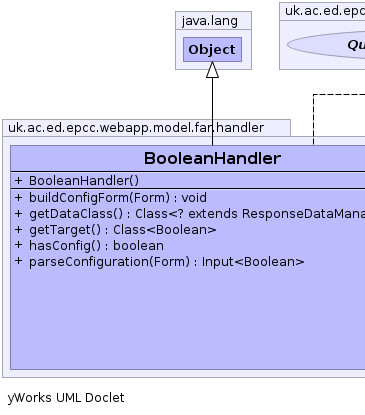 java.lang
Object
uk.ac.ed.epc
Qu
uk.ac.ed.epcc.webapp.model.far.handler
BooleanHandler
+ BooleanHandler()
+ buildConfigForm(Form) : void
+ getDataClass() : Class<? extends ResponseDataMana
+ getTarget() : Class<Boolean>
+ hasConfig() : boolean
+ parseConfiguration(Form) : Input<Boolean>
yWorks UML Doclet